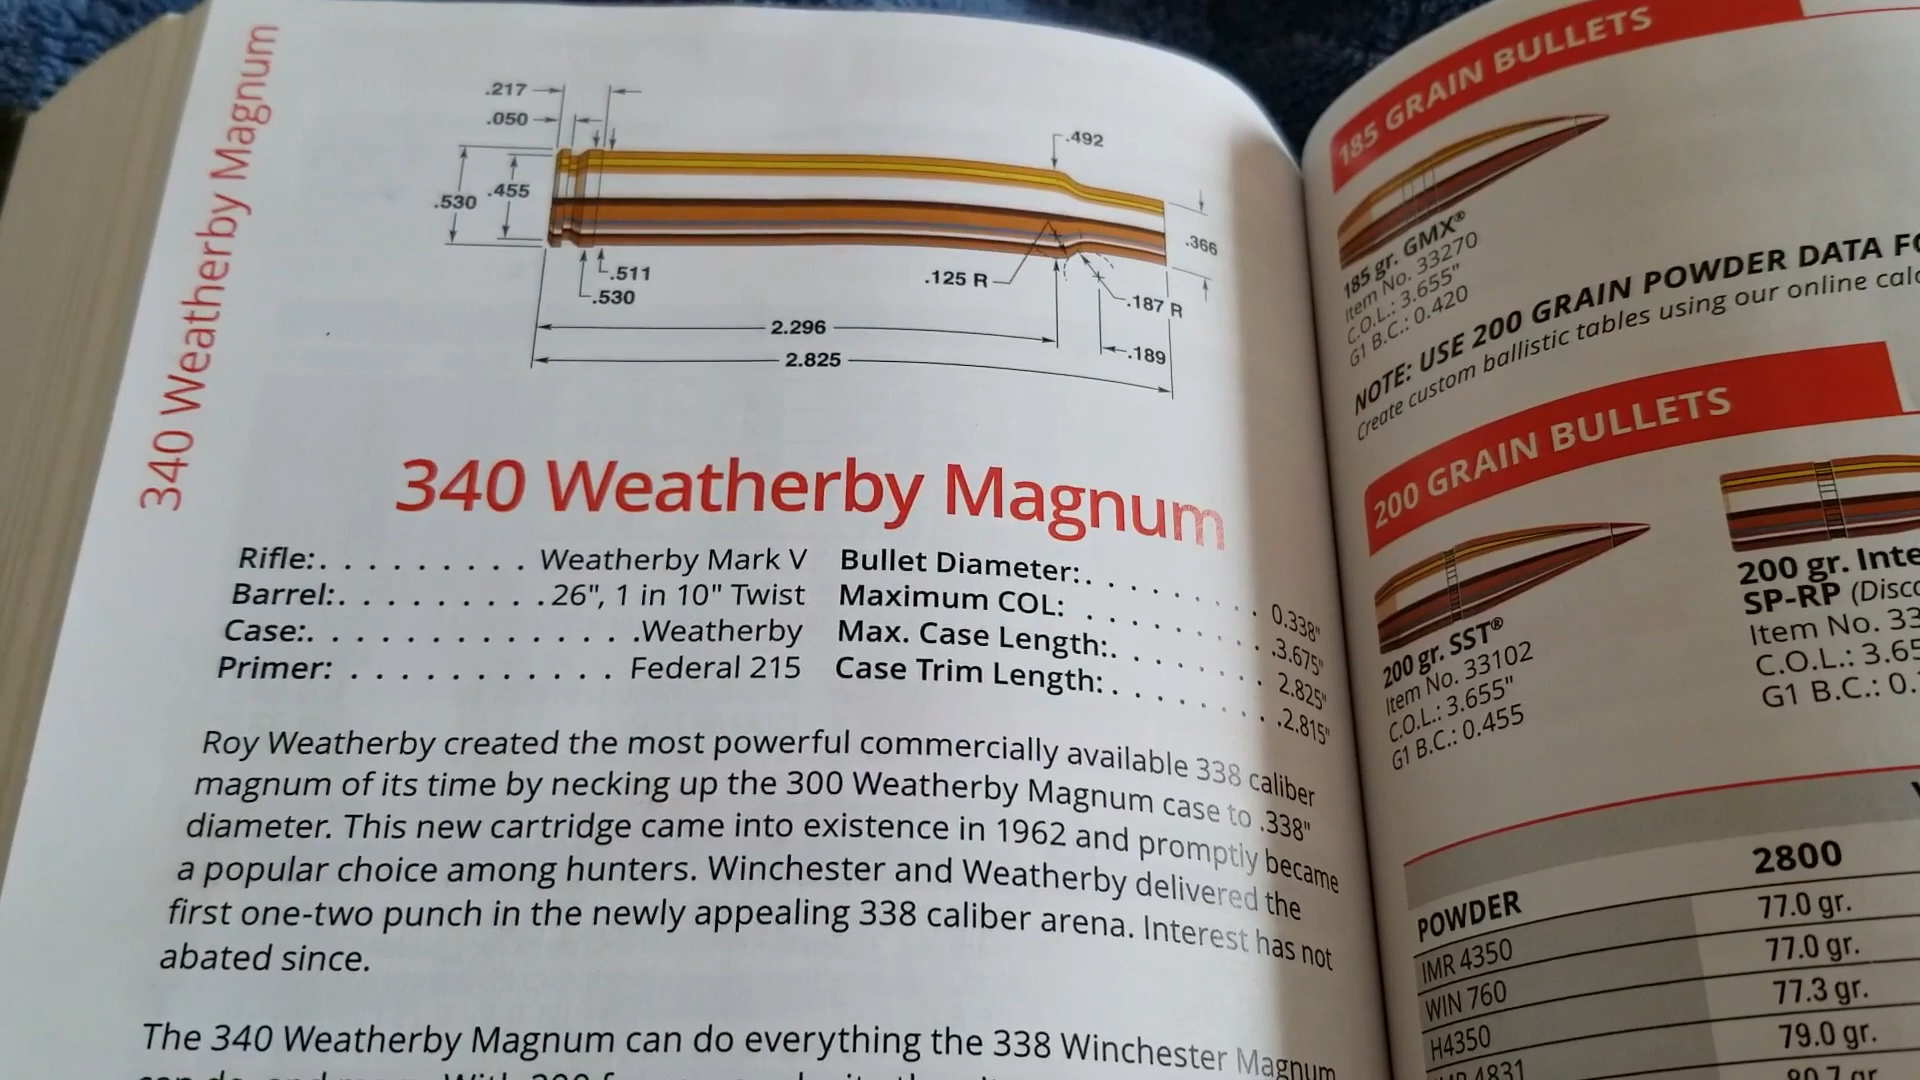 340 Weatherby Magnum
.217
.050
.492
.530
.455
.366
.511
.530
.125 R
.187 R
2.296
.189
2.825
340 Weatherby Magnum
Rifle:. . . . . . . . . Weatherby Mark V
Barrel:. . . . . . . . . .26", 1 in 10" Twist
Case:. . . . . . . . . . . . . .Weatherby
Primer: . . . . . . . . . . . Federal 215
Bullet Diameter:. . . . . . . . 0.338"
Maximum COL: . . . . . . . . .3.675"
Max. Case Length:. . . . . . . 2.825"
Case Trim Length:. . . . . . . .2.815"
Roy Weatherby created the most powerful commercially available 338 caliber
magnum of its time by necking up the 300 Weatherby Magnum case to .338"
diameter. This new cartridge came into existence in 1962 and promptly became
a popular choice among hunters. Winchester and Weatherby delivered the
first one-two punch in the newly appealing 338 caliber arena. Interest has not
abated since.
The 340 Weatherby Magnum can do everything the 338 Winchester Magnum
185 GRAIN BULLETS
185 gr. GMX®
Item No. 33270
C.O.L.: 3.655"
G1 B.C.: 0.420
NOTE: USE 200 GRAIN POWDER DATA
Create custom ballistic tables using our online
200 GRAIN BULLETS
200 gr. SST®
Item No. 33102
C.O.L.: 3.655"
G1 B.C.: 0.455
200 gr.
SP-RP
Item No.
C.O.L.:
G1 B.C.:
2800
POWDER 77.0 gr.
IMR 4350 77.0 gr.
WIN 760 77.3 gr.
H4350 79.0 gr.